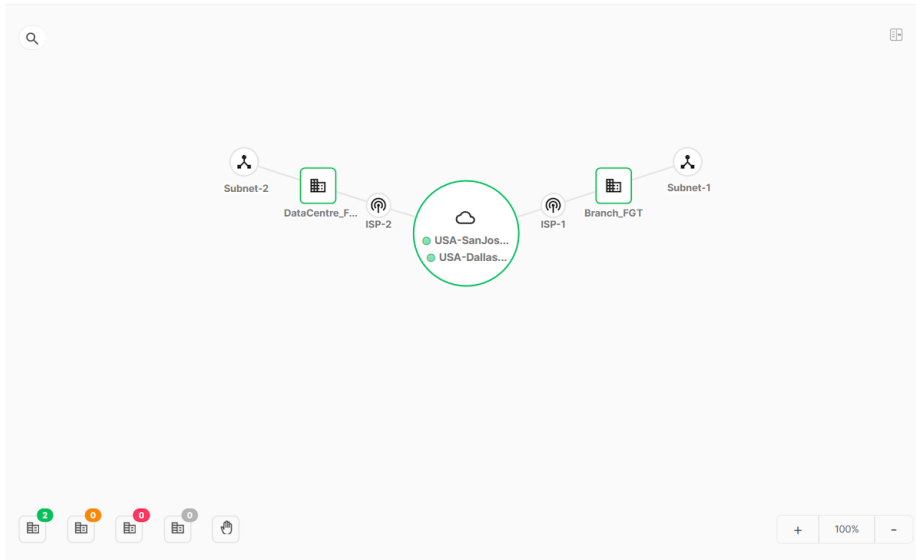 Subnet-2
DataCentre_F...
ISP-2
USA-SanJos...
USA-Dallas...
ISP-1
Branch_FGT
Subnet-1
2
0
0
0
+
100%
-